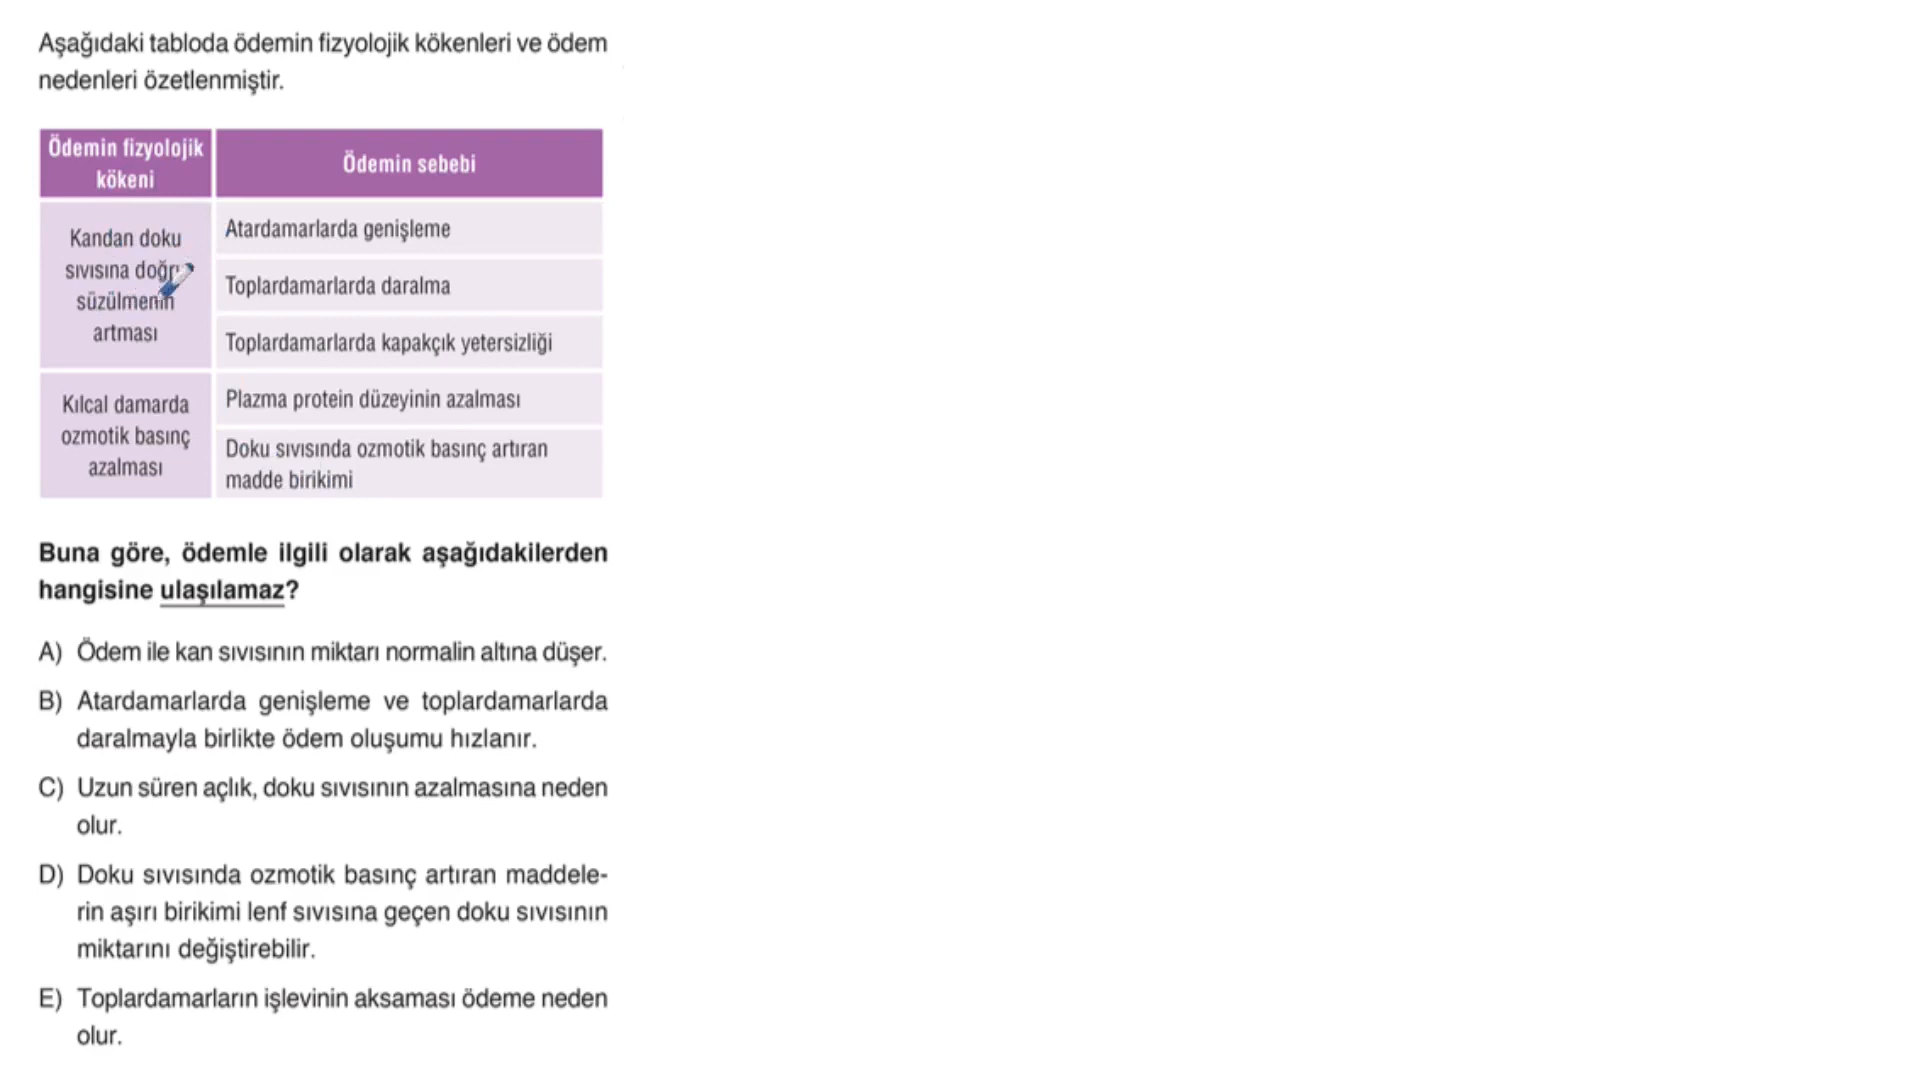 Aşağıdaki tabloda ödemin fizyolojik kökenleri ve ödem
nedenleri özetlenmiştir.
Ödemin fizyolojik
kökeni
Ödemin sebebi
Kandan doku
sıvısına doğru
süzülmenin
artması
Atardamarlarda genişleme
Toplardamarlarda daralma
Toplardamarlarda kapakçık yetersizliği
Kılcal damarda
ozmotik basınç
azalması
Plazma protein düzeyinin azalması
Doku sıvısında ozmotik basınç artıran
madde birikimi
Buna göre, ödemle ilgili olarak aşağıdakilerden
hangisine ulaşılamaz?
A) Ödem ile kan sıvısının miktarı normalin altına düşer.
B) Atardamarlarda genişleme ve toplardamarlarda
daralmayla birlikte ödem oluşumu hızlanır.
C) Uzun süren açlık, doku sıvısının azalmasına neden
olur.
D) Doku sıvısında ozmotik basınç artıran maddele-
rin aşırı birikimi lenf sıvısına geçen doku sıvısının
miktarını değiştirebilir.
E) Toplardamarların işlevinin aksaması ödeme neden
olur.